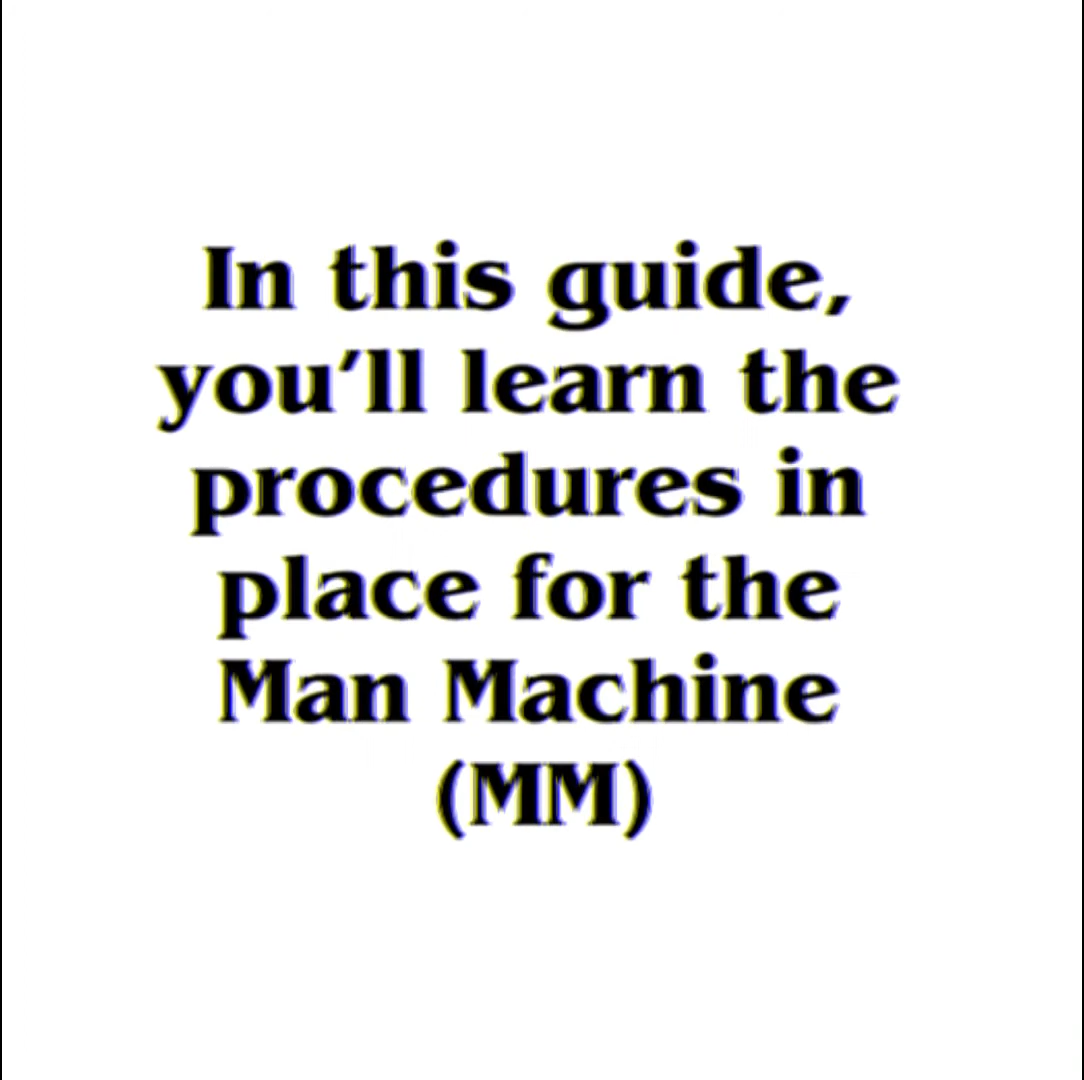 In this guide,
you’ll learn the
procedures in
place for the
Man Machine
(MM)